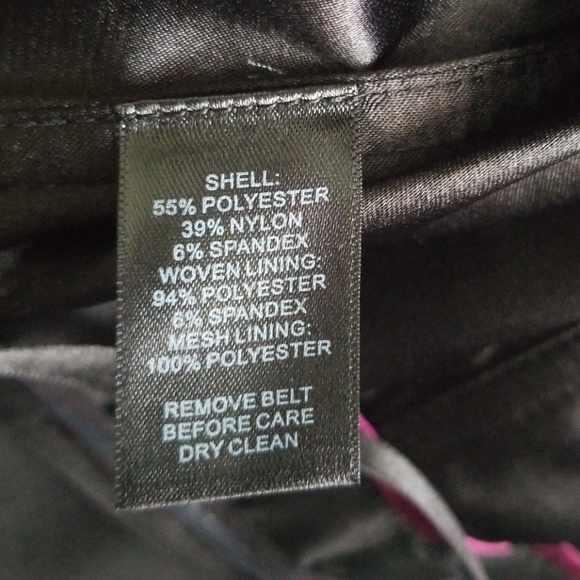 SHELL:
55% POLYESTER
39% NYLON
6% SPANDEX
WOVEN LINING:
94% POLYESTER
6% SPANDEX
MESH LINING:
100% POLYESTER
REMOVE BELT
BEFORE CARE
DRY CLEAN